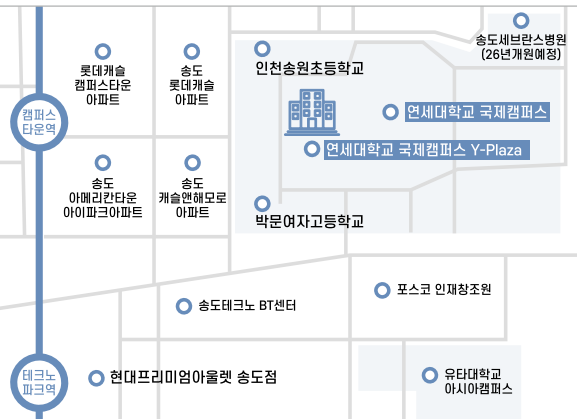 송도세브란스병원
(26년개원예정)
롯데캐슬
캠퍼스타운
아파트
송도
롯데캐슬
아파트
인천송원초등학교
캠퍼스
타운역
연세대학교 국제캠퍼스
연세대학교 국제캠퍼스 Y-Plaza
송도
아메리칸타운
아이파크아파트
송도
캐슬앤해모로
아파트
박문여자고등학교
송도테크노 BT센터
포스코 인재창조원
테크노
파크역
현대프리미엄아울렛 송도점
유타대학교
아시아캠퍼스